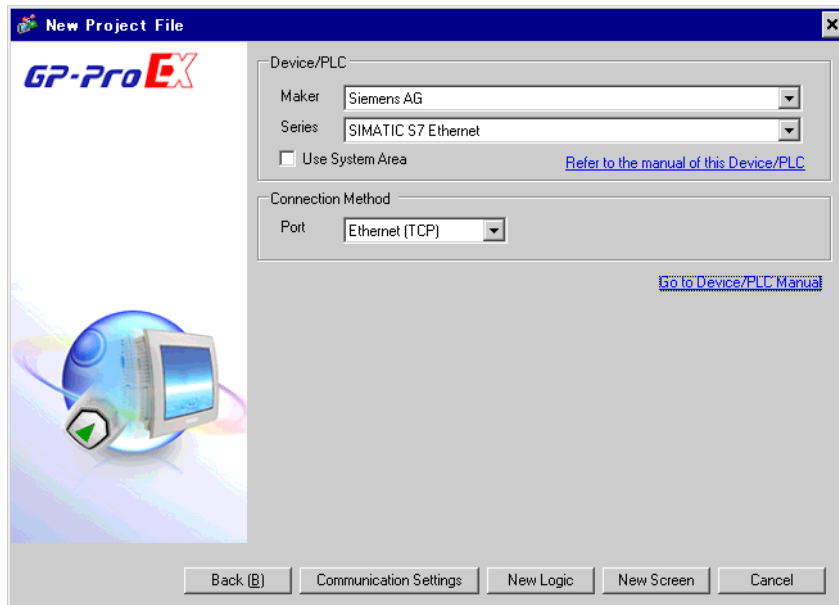 New Project File
GP-Pro EX
Device/PLC
Maker Siemens AG
Series SIMATIC S7 Ethernet
Use System Area Refer to the manual of this Device/PLC
Connection Method
Port Ethernet (TCP)
Go to Device/PLC Manual
Back (B) Communication Settings New Logic New Screen Cancel